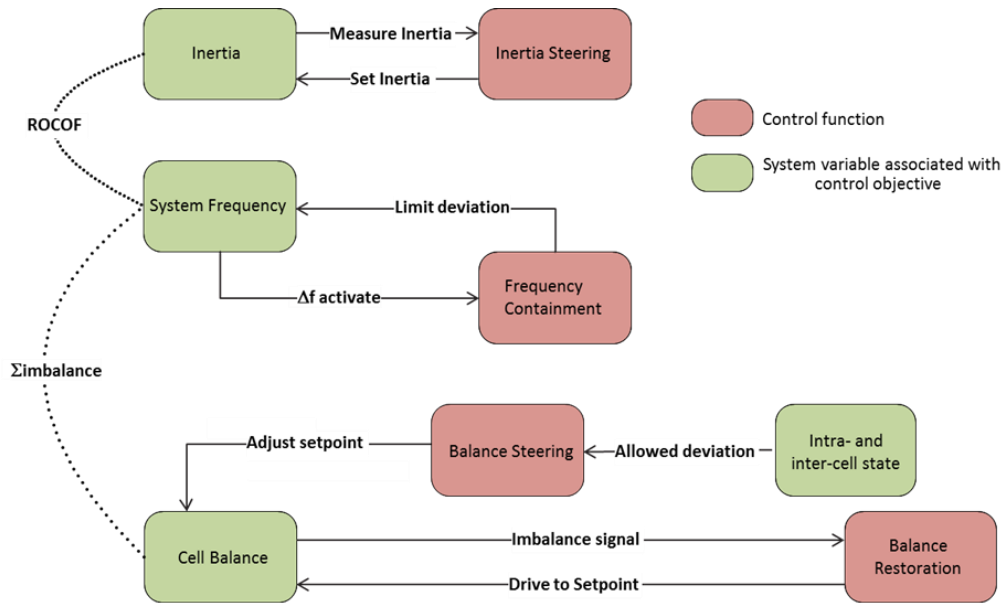 Inertia
Measure Inertia
Set Inertia
Inertia Steering
ROCOF
Control function
System variable associated with
control objective
System Frequency
Limit deviation
Δf activate
Frequency
Containment
Σimbalance
Adjust setpoint
Balance Steering
Allowed deviation
Intra- and
inter-cell state
Cell Balance
Imbalance signal
Drive to Setpoint
Balance
Restoration